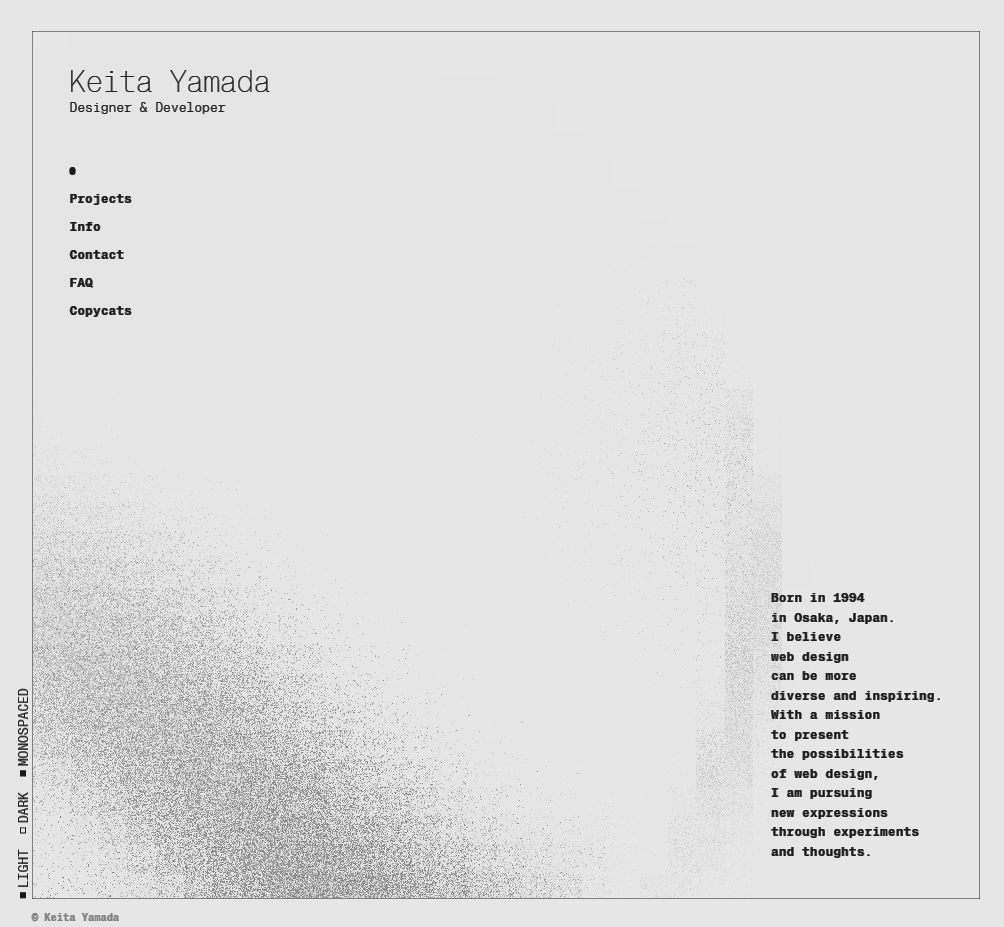 Keita Yamada
Designer & Developer
Projects
Info
Contact
FAQ
Copycats
Born in 1994
in Osaka, Japan.
I believe
web design
can be more
diverse and inspiring.
With a mission
to present
the possibilities
of web design,
I am pursuing
new expressions
through experiments
and thoughts.
■ LIGHT □ DARK ■ MONOSPACED
© Keita Yamada